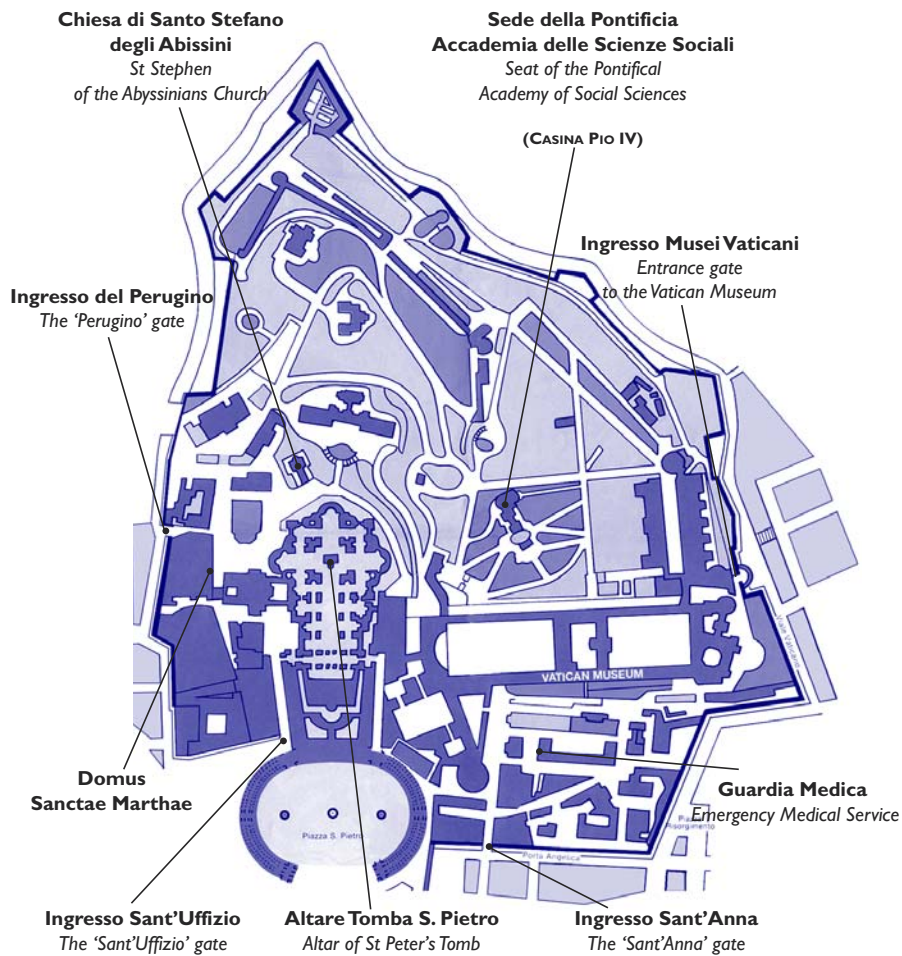 Chiesa di Santo Stefano
degli Abissini
St Stephen
of the Abyssinians Church
Sede della Pontificia
Accademia delle Scienze Sociali
Seat of the Pontifical
Academy of Social Sciences
(CASINA PIO IV)
Ingresso Musei Vaticani
Entrance gate
to the Vatican Museum
Ingresso del Perugino
The ‘Perugino’ gate
Viale Vaticano
VATICAN MUSEUM
Domus
Sanctae Marthae
Guardia Medica
Emergency Medical Service
Risorgimento
Piazza S. Pietro
Porta Angelica
Ingresso Sant’Uffizio
The ‘Sant’Uffizio’ gate
Altare Tomba S. Pietro
Altar of St Peter’s Tomb
Ingresso Sant’Anna
The ‘Sant’Anna’ gate